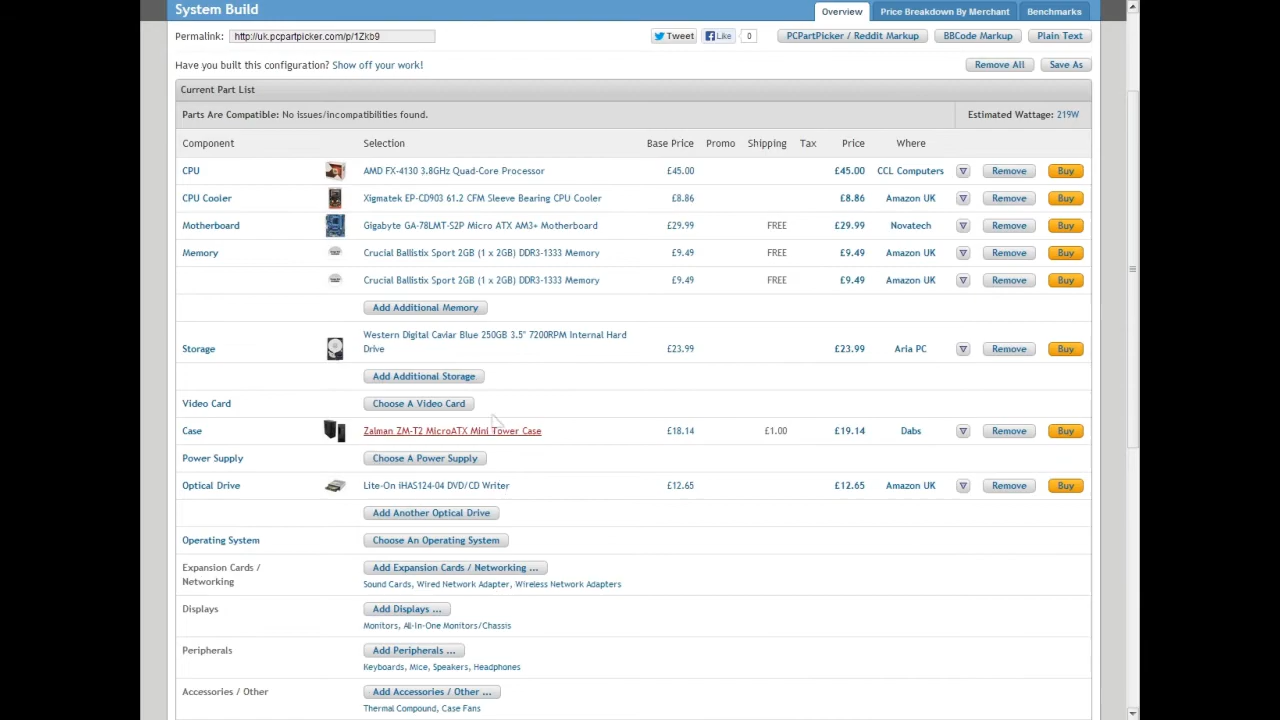 System Build
Overview
Price Breakdown By Merchant
Benchmarks
Permalink: http://uk.pcpartpicker.com/p/1Zkb9
Tweet
Like
0
PCPartPicker / Reddit Markup
BBCode Markup
Plain Text
Have you built this configuration? Show off your work!
Remove All
Save As
Current Part List
Parts Are Compatible: No issues/incompatibilities found.
Estimated Wattage: 219W
Component Selection Base Price Promo Shipping Tax Price Where
CPU AMD FX-4130 3.8GHz Quad-Core Processor £45.00 £45.00 CCL Computers Remove Buy
CPU Cooler Xigmatek EP-CD903 61.2 CFM Sleeve Bearing CPU Cooler £8.86 £8.86 Amazon UK Remove Buy
Motherboard Gigabyte GA-78LMT-S2P Micro ATX AM3+ Motherboard £29.99 FREE £29.99 Novatech Remove Buy
Memory Crucial Ballistix Sport 2GB (1 x 2GB) DDR3-1333 Memory £9.49 FREE £9.49 Amazon UK Remove Buy
Crucial Ballistix Sport 2GB (1 x 2GB) DDR3-1333 Memory £9.49 FREE £9.49 Amazon UK Remove Buy
Add Additional Memory
Western Digital Caviar Blue 250GB 3.5" 7200RPM Internal Hard
Storage Drive £23.99 £23.99 Aria PC Remove Buy
Add Additional Storage
Video Card Choose A Video Card
Case Zalman ZM-T2 MicroATX Mini Tower Case £18.14 £1.00 £19.14 Dabs Remove Buy
Power Supply Choose A Power Supply
Optical Drive Lite-On iHAS124-04 DVD/CD Writer £12.65 £12.65 Amazon UK Remove Buy
Add Another Optical Drive
Operating System Choose An Operating System
Expansion Cards / Add Expansion Cards / Networking ...
Networking Sound Cards, Wired Network Adapter, Wireless Network Adapters
Displays Add Displays ...
Monitors, All-In-One Monitors/Chassis
Peripherals Add Peripherals ...
Keyboards, Mice, Speakers, Headphones
Accessories / Other Add Accessories / Other ...
Thermal Compound, Case Fans